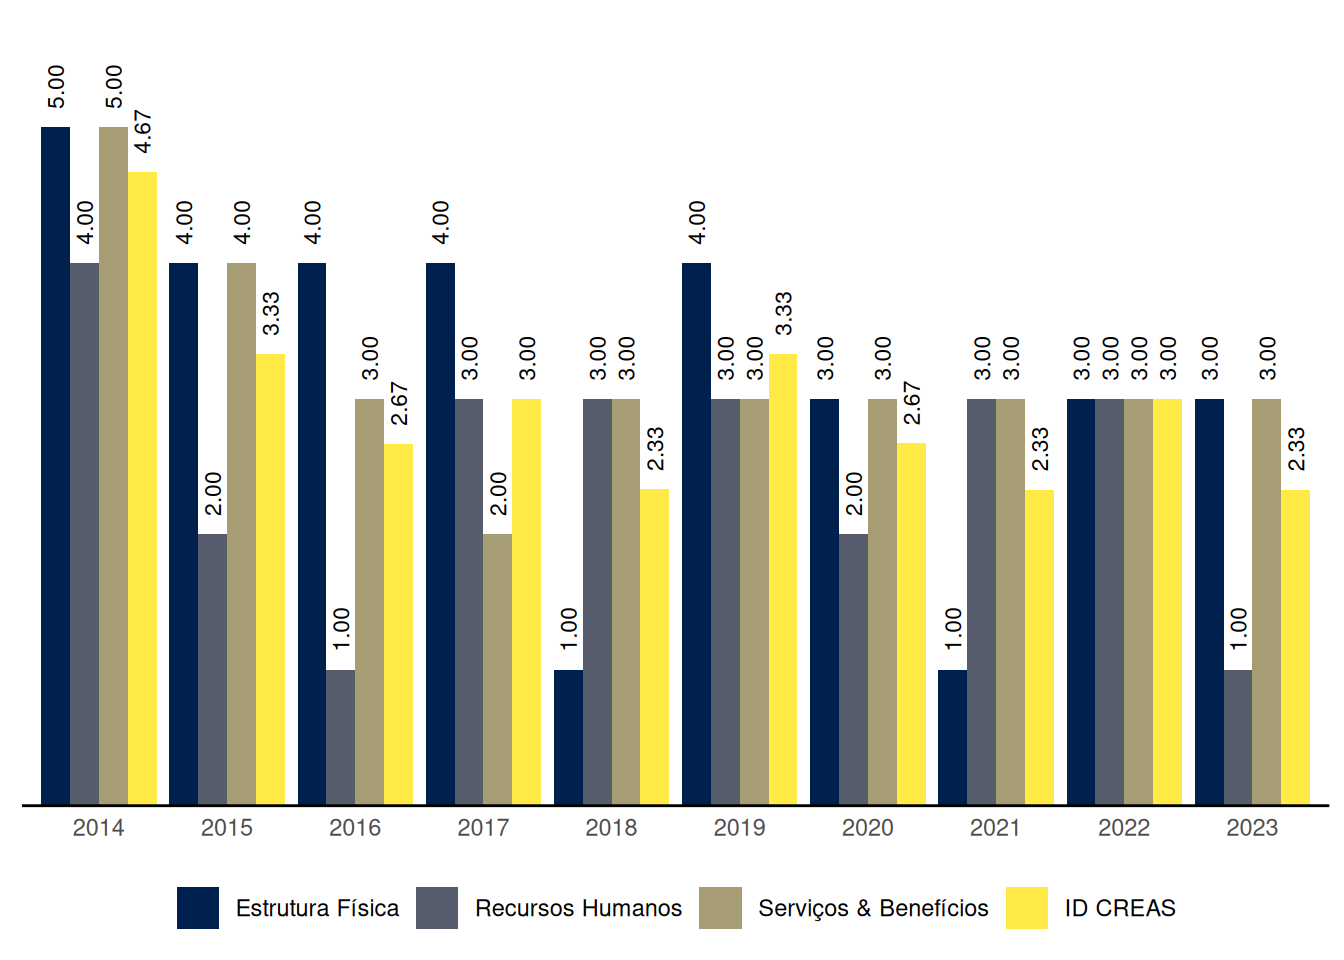 5.00 4.00 5.00 4.67 4.00 2.00 4.00 3.33 4.00 1.00 3.00 2.67 4.00 3.00 2.00 3.00 1.00 3.00 3.00 2.33 4.00 3.00 3.00 3.33 3.00 2.00 3.00 2.67 1.00 3.00 3.00 2.33 3.00 3.00 3.00 3.00 3.00 1.00 3.00 2.33
2014 2015 2016 2017 2018 2019 2020 2021 2022 2023
Estrutura Física Recursos Humanos Serviços & Benefícios ID CREAS